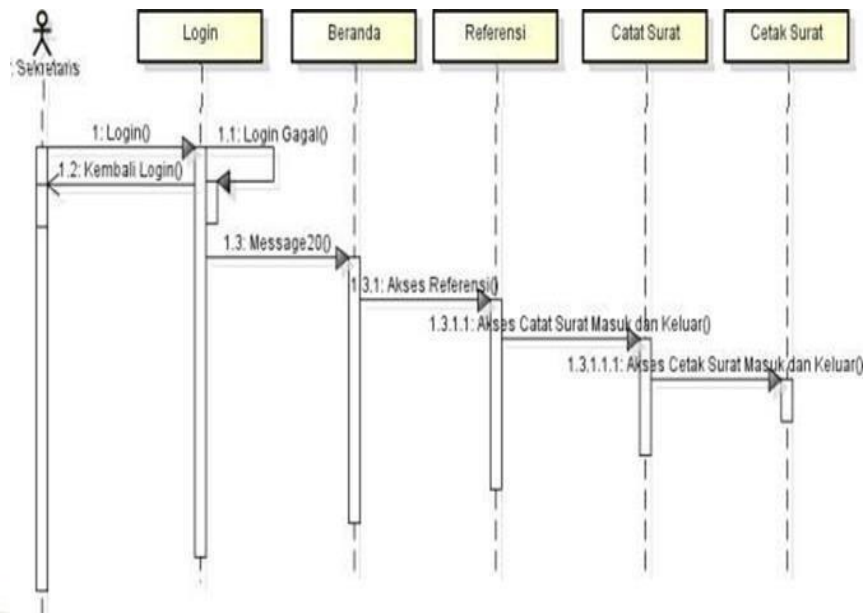 Login
Beranda
Referensi
Catat Surat
Cetak Surat
: Sekretaris
1: Login()
1.1: Login Gagal()
1.2: Kembali Login()
1.3: Message20()
1.3.1: Akses Referensi()
1.3.1.1: Akses Catat Surat Masuk dan Keluar()
1.3.1.1.1: Akses Cetak Surat Masuk dan Keluar()